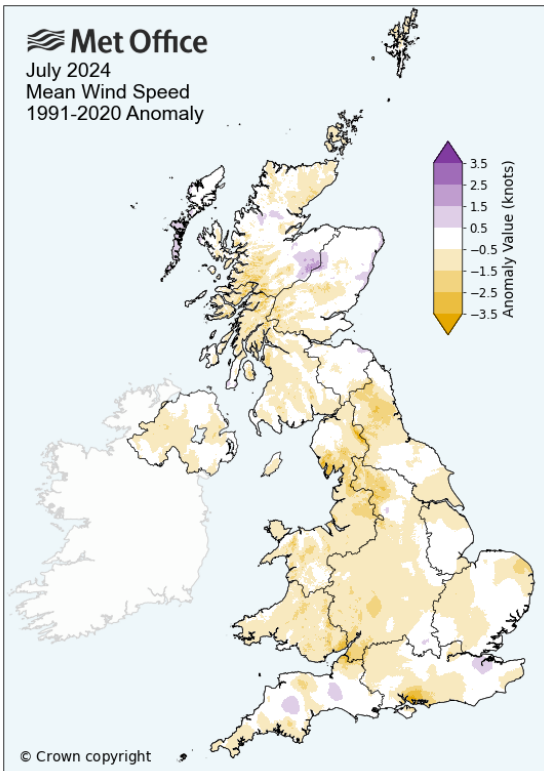 Met Office
July 2024
Mean Wind Speed
1991-2020 Anomaly
3.5
2.5
1.5
0.5
−0.5
−1.5
−2.5
−3.5
Anomaly Value (knots)
© Crown copyright